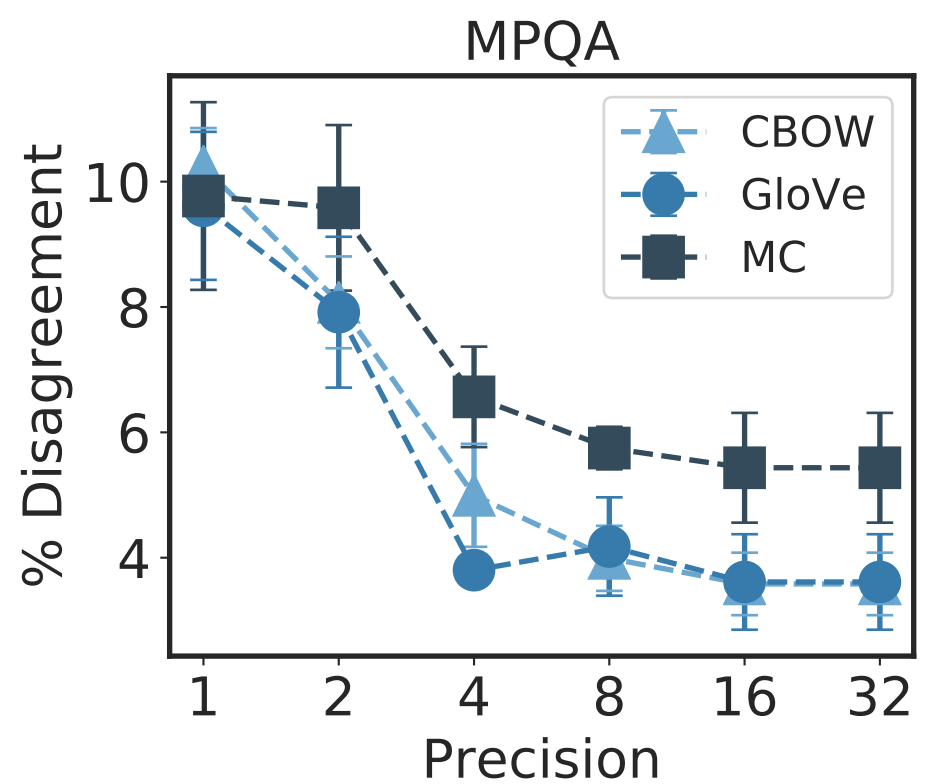 MPQA
% Disagreement
10
8
6
4
CBOW
GloVe
MC
1 2 4 8 16 32
Precision